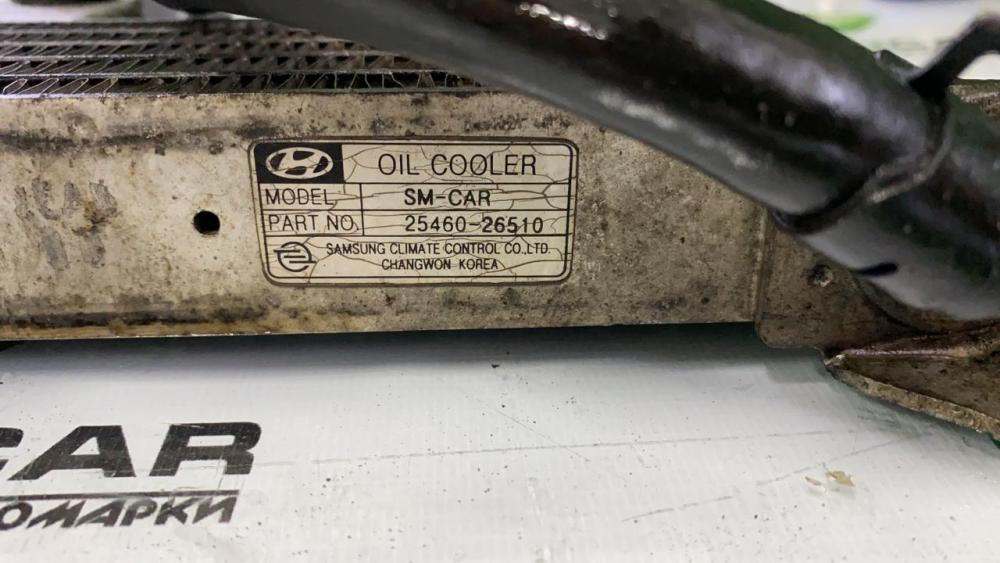 OIL COOLER
MODEL SM-CAR
PART NO. 25460-26510
SAMSUNG CLIMATE CONTROL CO.,LTD.
CHANGWON KOREA
CAR
ОМАРКИ